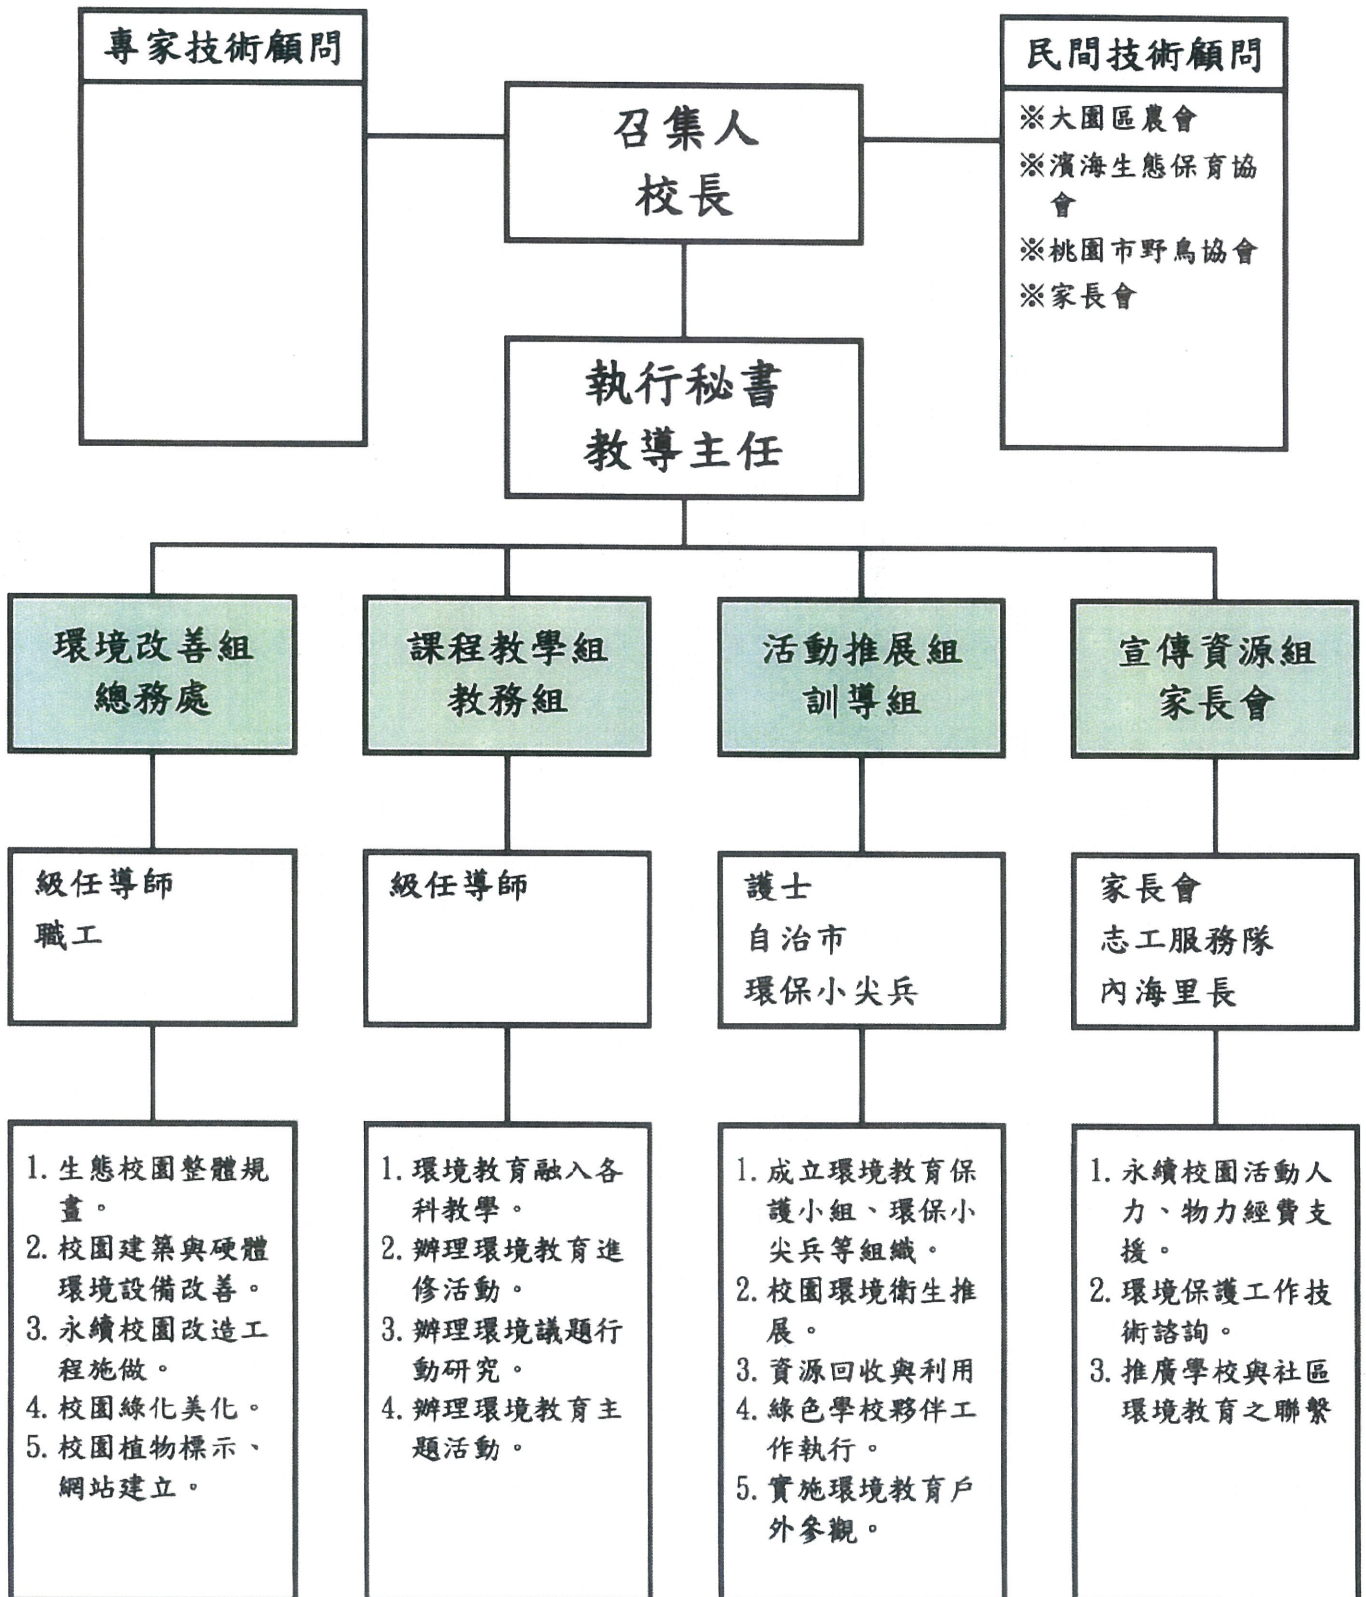 專家技術顧問
召集人
校長
民間技術顧問
※大園區農會
※濱海生態保育協
會
※桃園市野鳥協會
※家長會
執行秘書
教導主任
環境改善組
總務處
課程教學組
教務組
活動推展組
訓導組
宣傳資源組
家長會
級任導師
職工
級任導師
護士
自治市
環保小尖兵
家長會
志工服務隊
內海里長
1. 生態校園整體規
畫。
2. 校園建築與硬體
環境設備改善。
3. 永續校園改造工
程施做。
4. 校園綠化美化。
5. 校園植物標示、
網站建立。
1. 環境教育融入各
科教學。
2. 辦理環境教育進
修活動。
3. 辦理環境議題行
動研究。
4. 辦理環境教育主
題活動。
1. 成立環境教育保
護小組、環保小
尖兵等組織。
2. 校園環境衛生推
展。
3. 資源回收與利用
4. 綠色學校夥伴工
作執行。
5. 實施環境教育戶
外參觀。
1. 永續校園活動人
力、物力經費支
援。
2. 環境保護工作技
術諮詢。
3. 推廣學校與社區
環境教育之聯繫